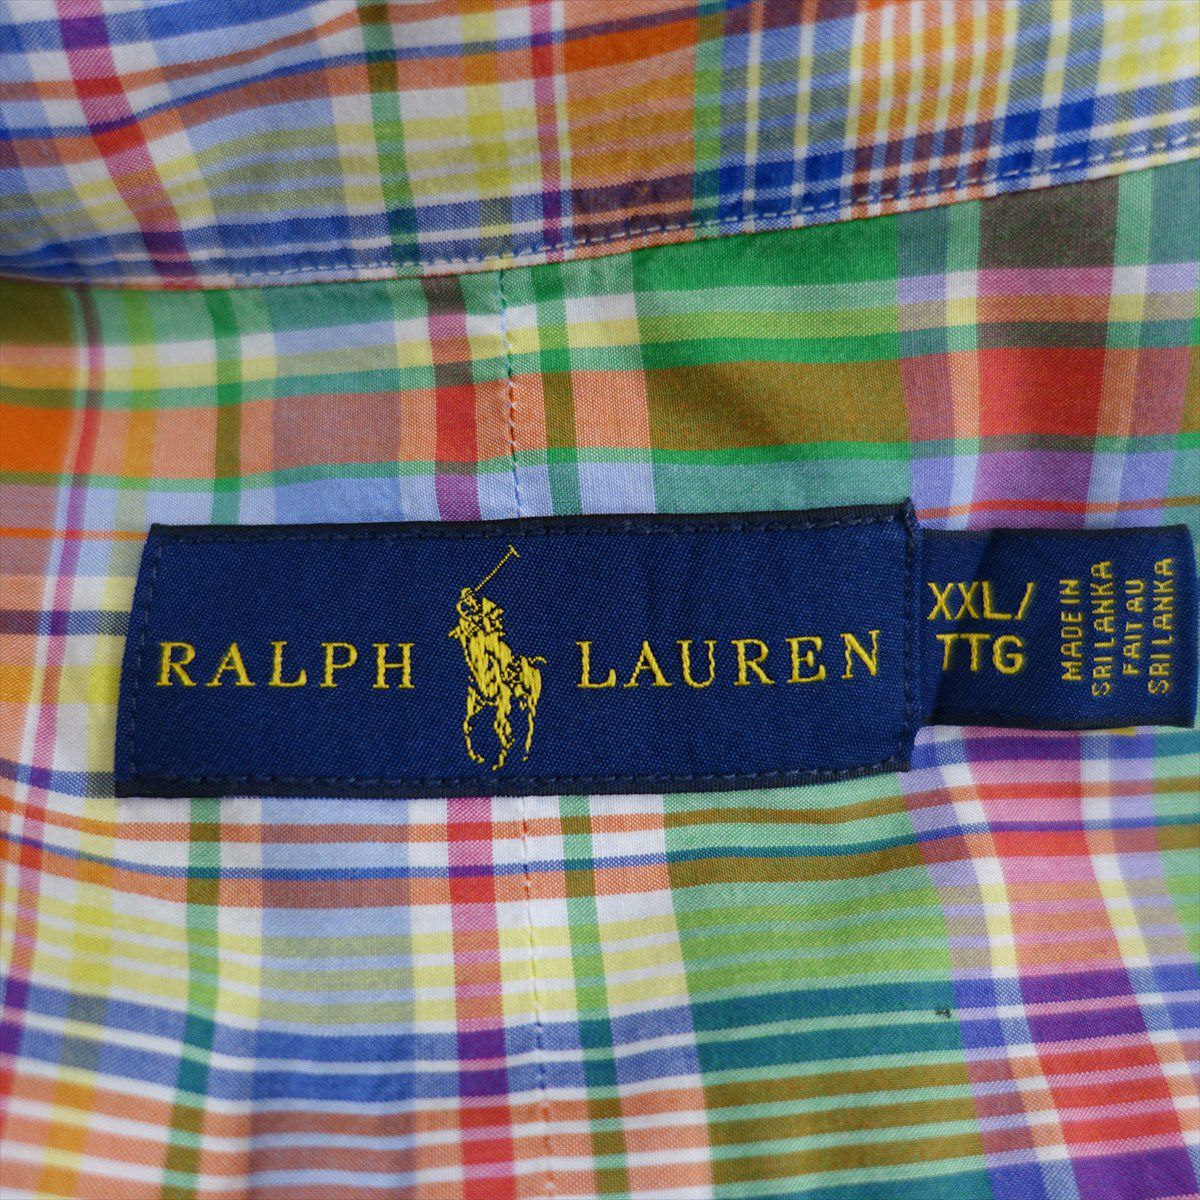 RALPH LAUREN
XXL/
TTG
MADE IN
SRI LANKA
FAIT AU
SRI LANKA